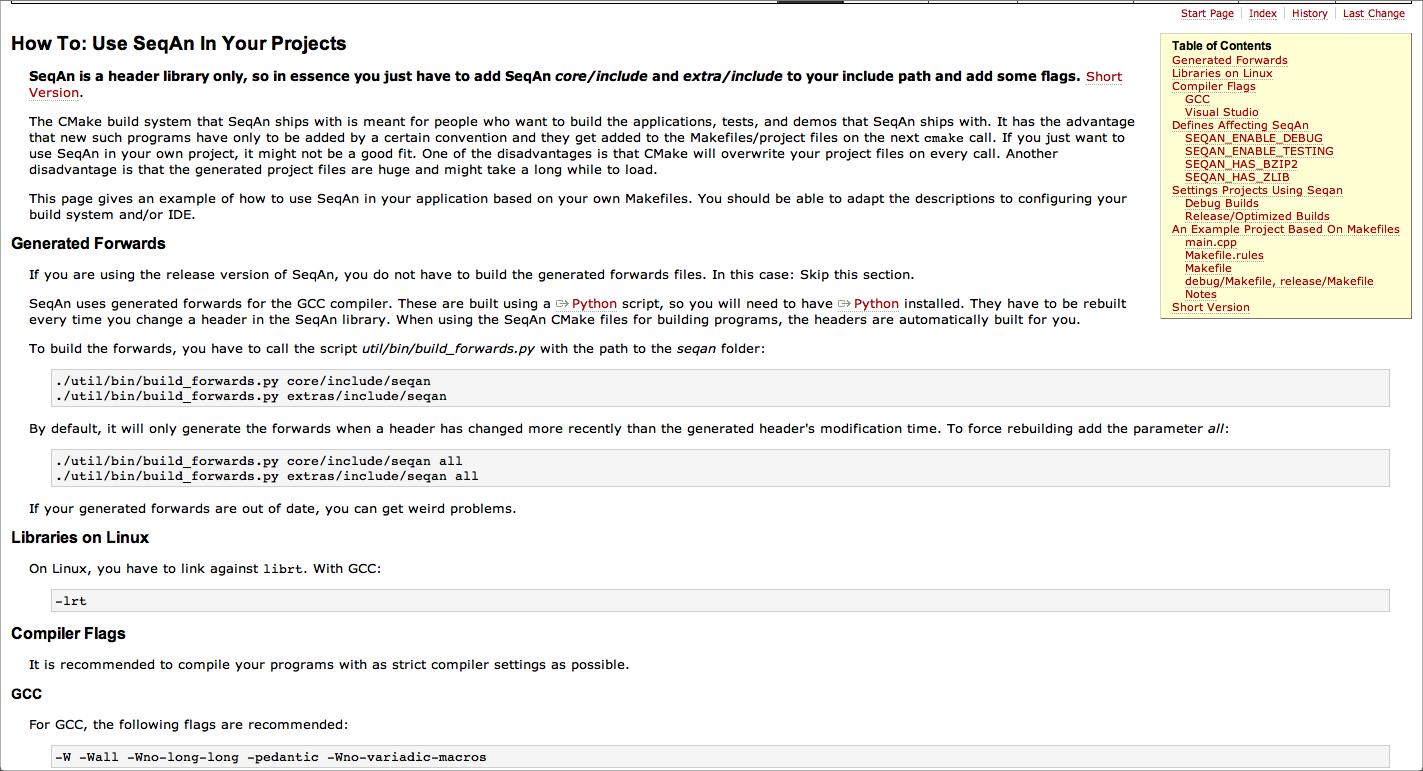 Start Page | Index | History | Last Change
How To: Use SeqAn In Your Projects
SeqAn is a header library only, so in essence you just have to add SeqAn core/include and extra/include to your include path and add some flags. Short
Version.
The CMake build system that SeqAn ships with is meant for people who want to build the applications, tests, and demos that SeqAn ships with. It has the advantage
that new such programs have only to be added by a certain convention and they get added to the Makefiles/project files on the next cmake call. If you just want to
use SeqAn in your own project, it might not be a good fit. One of the disadvantages is that CMake will overwrite your project files on every call. Another
disadvantage is that the generated project files are huge and might take a long while to load.
This page gives an example of how to use SeqAn in your application based on your own Makefiles. You should be able to adapt the descriptions to configuring your
build system and/or IDE.
Table of Contents
Generated Forwards
Libraries on Linux
Compiler Flags
GCC
Visual Studio
Defines Affecting SeqAn
SEQAN_ENABLE_DEBUG
SEQAN_ENABLE_TESTING
SEQAN_HAS_BZIP2
SEQAN_HAS_ZLIB
Settings Projects Using Seqan
Debug Builds
Release/Optimized Builds
An Example Project Based On Makefiles
main.cpp
Makefile.rules
Makefile
debug/Makefile, release/Makefile
Notes
Short Version
Generated Forwards
If you are using the release version of SeqAn, you do not have to build the generated forwards files. In this case: Skip this section.
SeqAn uses generated forwards for the GCC compiler. These are built using a Python script, so you will need to have Python installed. They have to be rebuilt
every time you change a header in the SeqAn library. When using the SeqAn CMake files for building programs, the headers are automatically built for you.
To build the forwards, you have to call the script util/bin/build_forwards.py with the path to the seqan folder:
./util/bin/build_forwards.py core/include/seqan
./util/bin/build_forwards.py extras/include/seqan
By default, it will only generate the forwards when a header has changed more recently than the generated header's modification time. To force rebuilding add the parameter all:
./util/bin/build_forwards.py core/include/seqan all
./util/bin/build_forwards.py extras/include/seqan all
If your generated forwards are out of date, you can get weird problems.
Libraries on Linux
On Linux, you have to link against librt. With GCC:
-lrt
Compiler Flags
It is recommended to compile your programs with as strict compiler settings as possible.
GCC
For GCC, the following flags are recommended:
-W -Wall -Wno-long-long -pedantic -Wno-variadic-macros